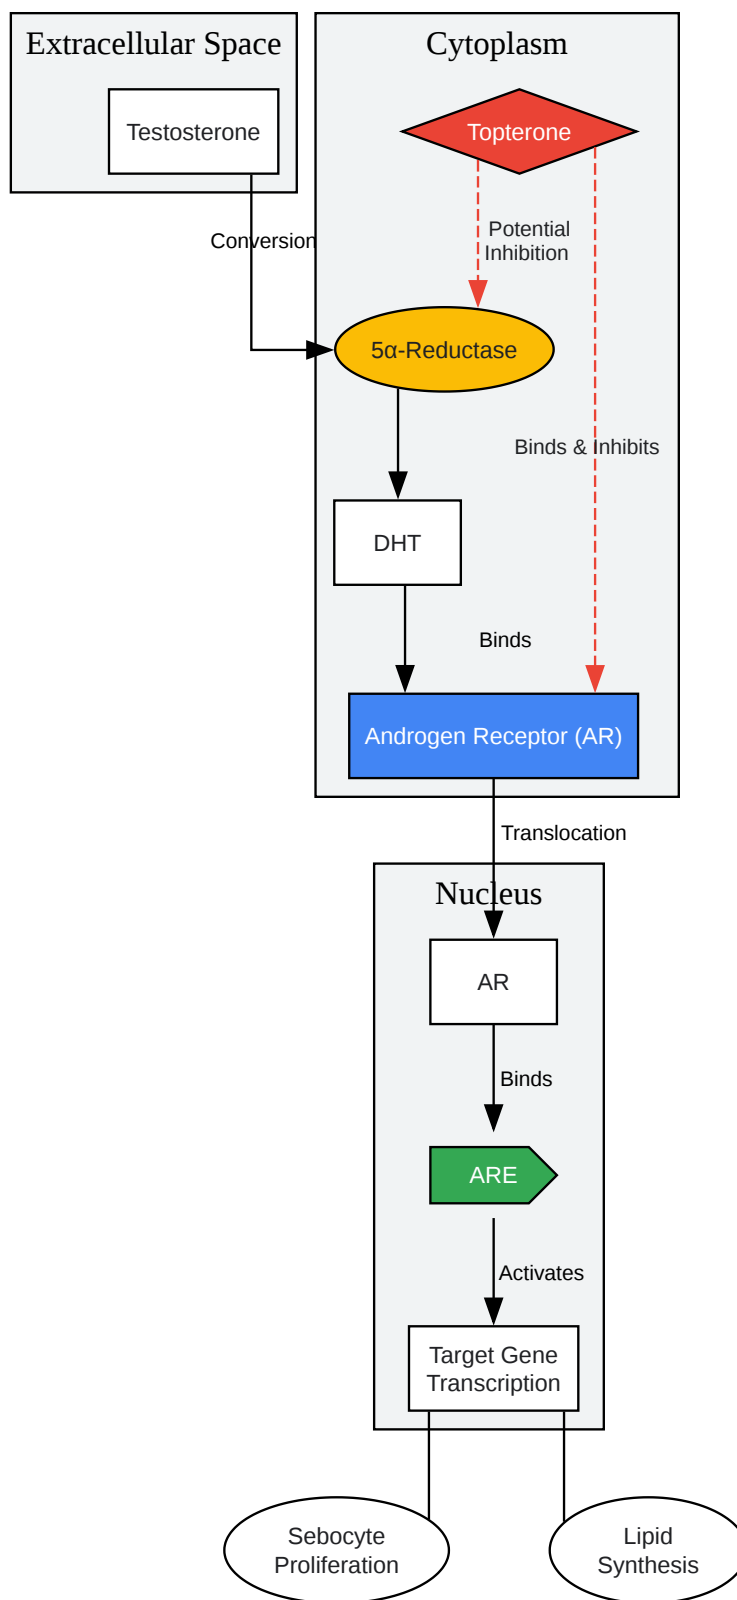 Extracellular Space
Cytoplasm
Testosterone
Topterone
Conversion
Potential
Inhibition
5α-Reductase
Binds & Inhibits
DHT
Binds
Androgen Receptor (AR)
Translocation
Nucleus
AR
Binds
ARE
Activates
Target Gene
Transcription
Sebocyte
Proliferation
Lipid
Synthesis